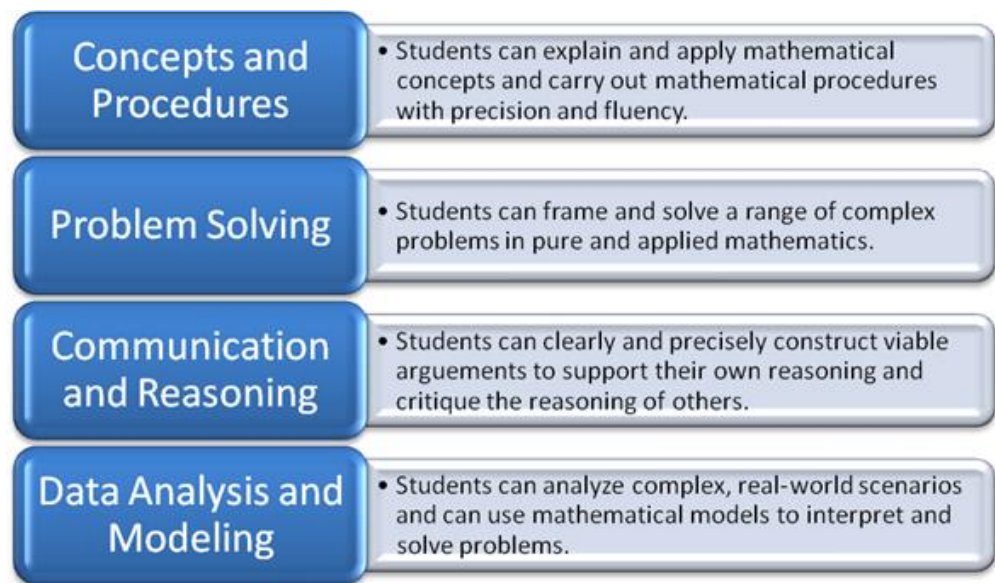 Concepts and
Procedures
• Students can explain and apply mathematical
concepts and carry out mathematical procedures
with precision and fluency.
Problem Solving
• Students can frame and solve a range of complex
problems in pure and applied mathematics.
Communication
and Reasoning
• Students can clearly and precisely construct viable
arguements to support their own reasoning and
critique the reasoning of others.
Data Analysis and
Modeling
• Students can analyze complex, real-world scenarios
and can use mathematical models to interpret and
solve problems.